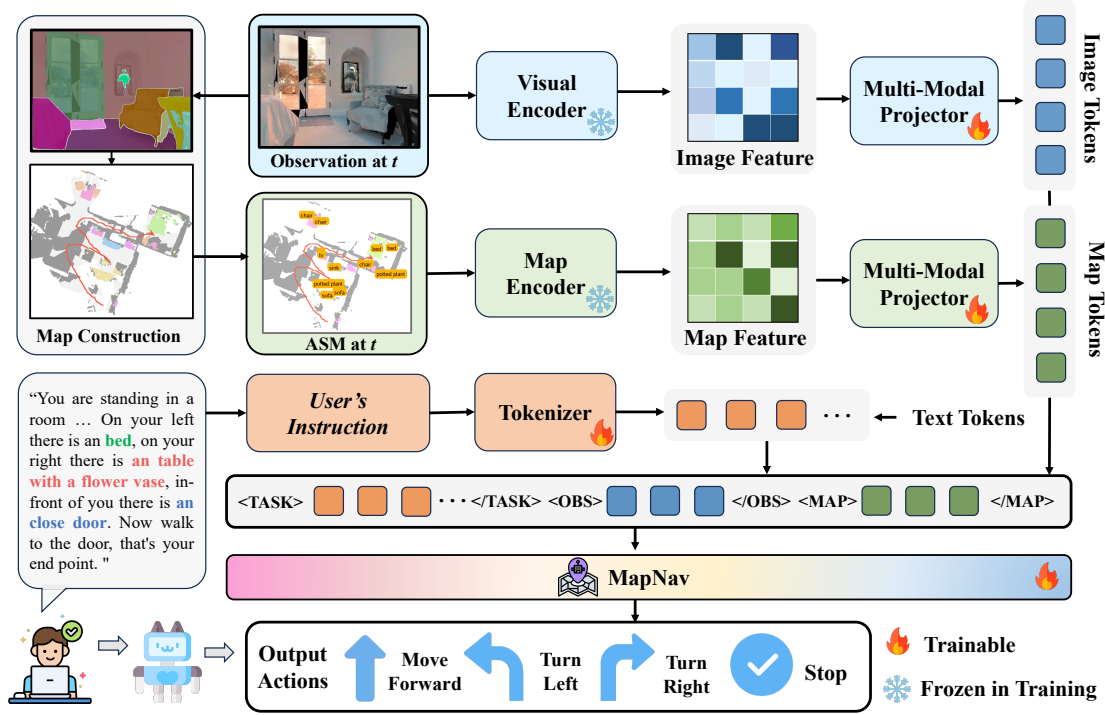 Observation at t
Visual
Encoder
Image Feature
Multi-Modal
Projector
Image Tokens
Map Construction
chair
chair
bed
bed
tv
sink
chair
potted plant
potted plant
sofa
sofa
ASM at t
Map
Encoder
Map Feature
Multi-Modal
Projector
Map Tokens
“You are standing in a
room … On your left
there is an bed, on your
right there is an table
with a flower vase, in-
front of you there is an
close door. Now walk
to the door, that's your
end point. "
User’s
Instruction
Tokenizer
···
Text Tokens
<TASK> ··· </TASK> <OBS> </OBS> <MAP> </MAP>
MapNav
Output
Actions
Move
Forward
Turn
Left
Turn
Right
Stop
Trainable
Frozen in Training